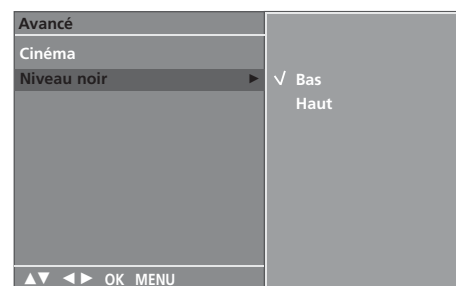 Avancé
Cinéma
Niveau noir ►
√ Bas
Haut
▲▼ ◄► OK MENU